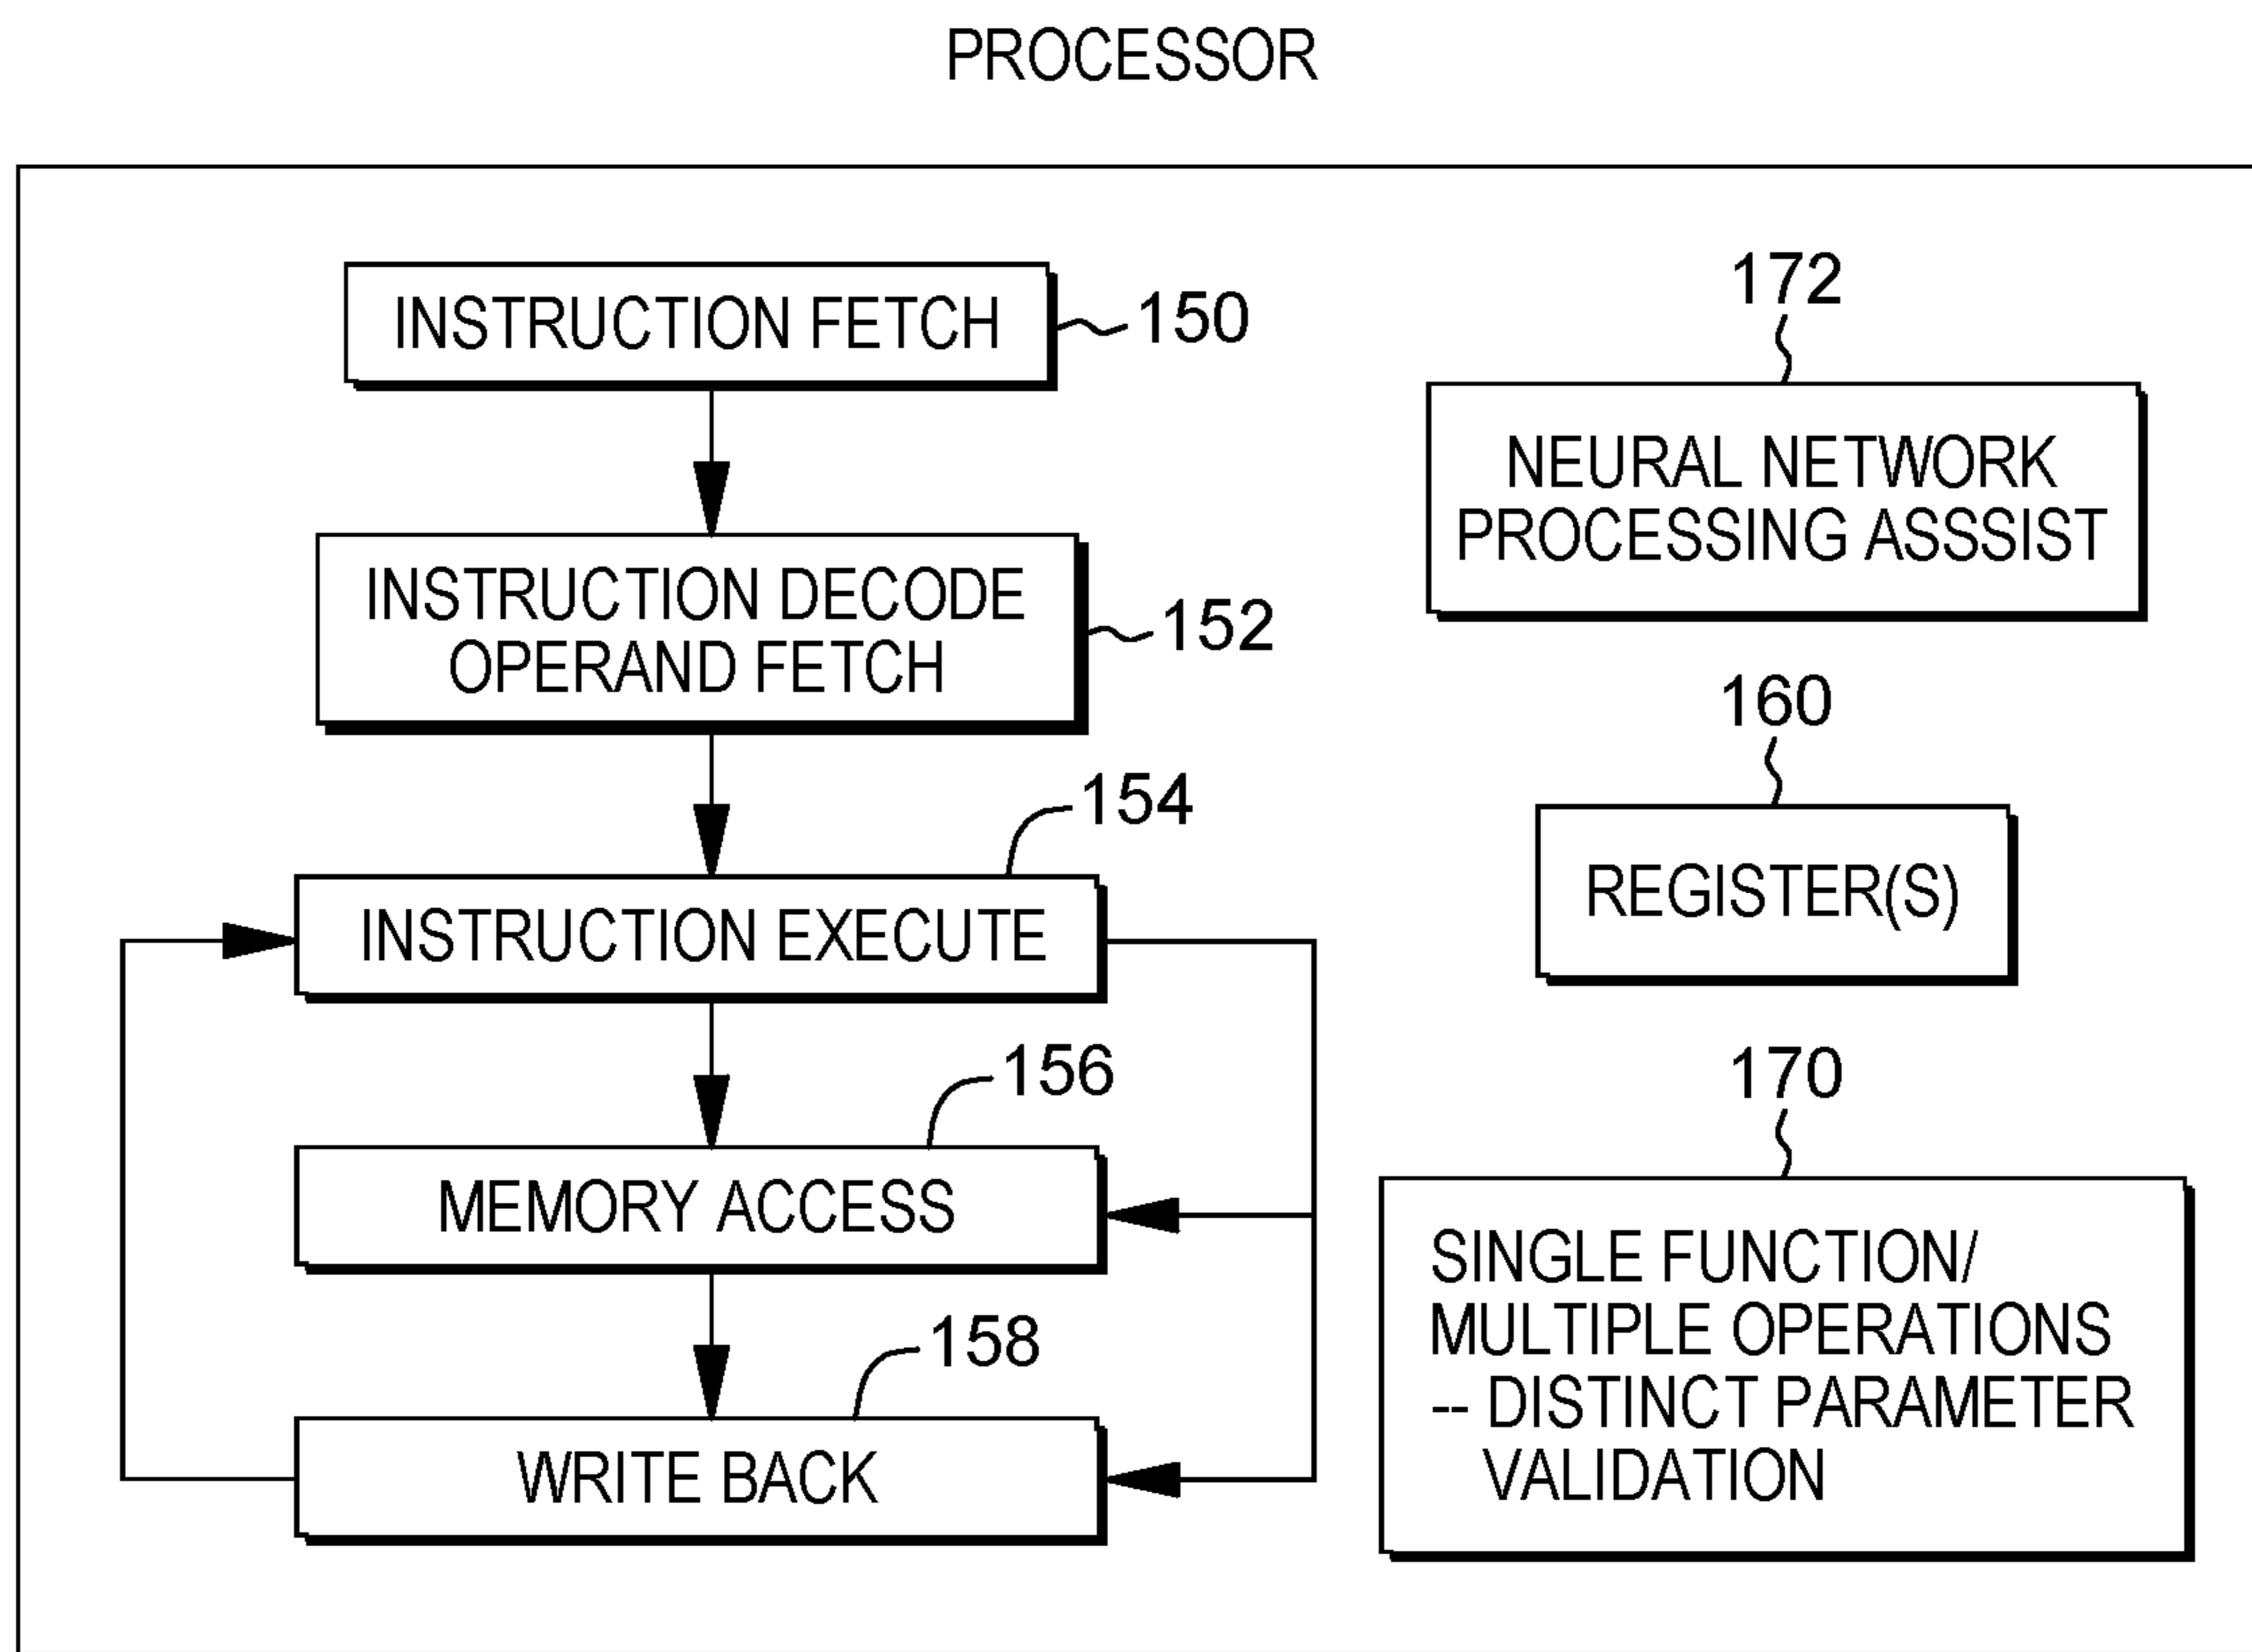 PROCESSOR
INSTRUCTION FETCH
150
INSTRUCTION DECODE
OPERAND FETCH
152
154
INSTRUCTION EXECUTE
156
MEMORY ACCESS
158
WRITE BACK
172
NEURAL NETWORK
PROCESSING ASSSIST
160
REGISTER(S)
170
SINGLE FUNCTION/
MULTIPLE OPERATIONS
-- DISTINCT PARAMETER
VALIDATION